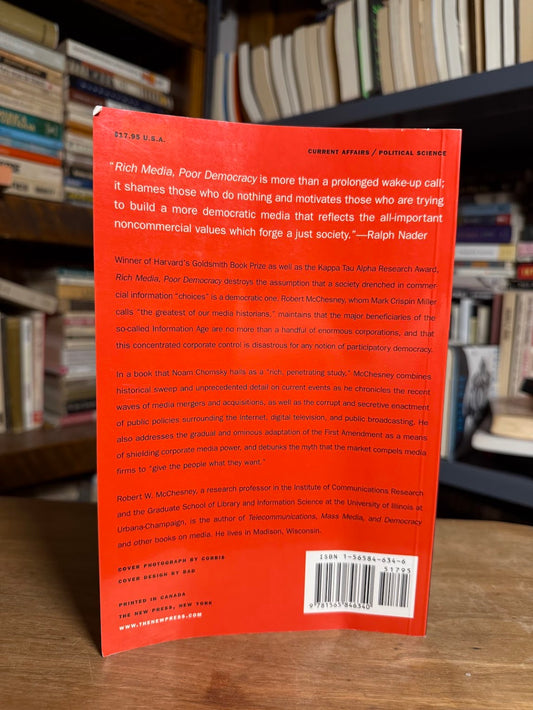 $17.95 U.S.A.
CURRENT AFFAIRS / POLITICAL SCIENCE
"Rich Media, Poor Democracy is more than a prolonged wake-up call;
it shames those who do nothing and motivates those who are trying
to build a more democratic media that reflects the all-important
noncommercial values which forge a just society."—Ralph Nader
Winner of Harvard's Goldsmith Book Prize as well as the Kappa Tau Alpha Research Award,
Rich Media, Poor Democracy destroys the assumption that a society drenched in commer-
cial information "choices" is a democratic one. Robert McChesney, whom Mark Crispin Miller
calls "the greatest of our media historians," maintains that the major beneficiaries of the
so-called Information Age are no more than a handful of enormous corporations, and that
this concentrated corporate control is disastrous for any notion of participatory democracy.
In a book that Noam Chomsky hails as a "rich, penetrating study," McChesney combines
historical sweep and unprecedented detail on current events as he chronicles the recent
waves of media mergers and acquisitions, as well as the corrupt and secretive enactment
of public policies surrounding the Internet, digital television, and public broadcasting. He
also addresses the gradual and ominous adaptation of the First Amendment as a means
of shielding corporate media power, and debunks the myth that the market compels media
firms to "give the people what they want."
Robert W. McChesney, a research professor in the Institute of Communications Research
and the Graduate School of Library and Information Science at the University of Illinois at
Urbana-Champaign, is the author of Telecommunications, Mass Media, and Democracy
and other books on media. He lives in Madison, Wisconsin.
COVER PHOTOGRAPH BY CORBIS
COVER DESIGN BY BAD
PRINTED IN CANADA
THE NEW PRESS, NEW YORK
WWW.THENEWPRESS.COM
ISBN 1-56584-634-6
51795
9 781565 846340